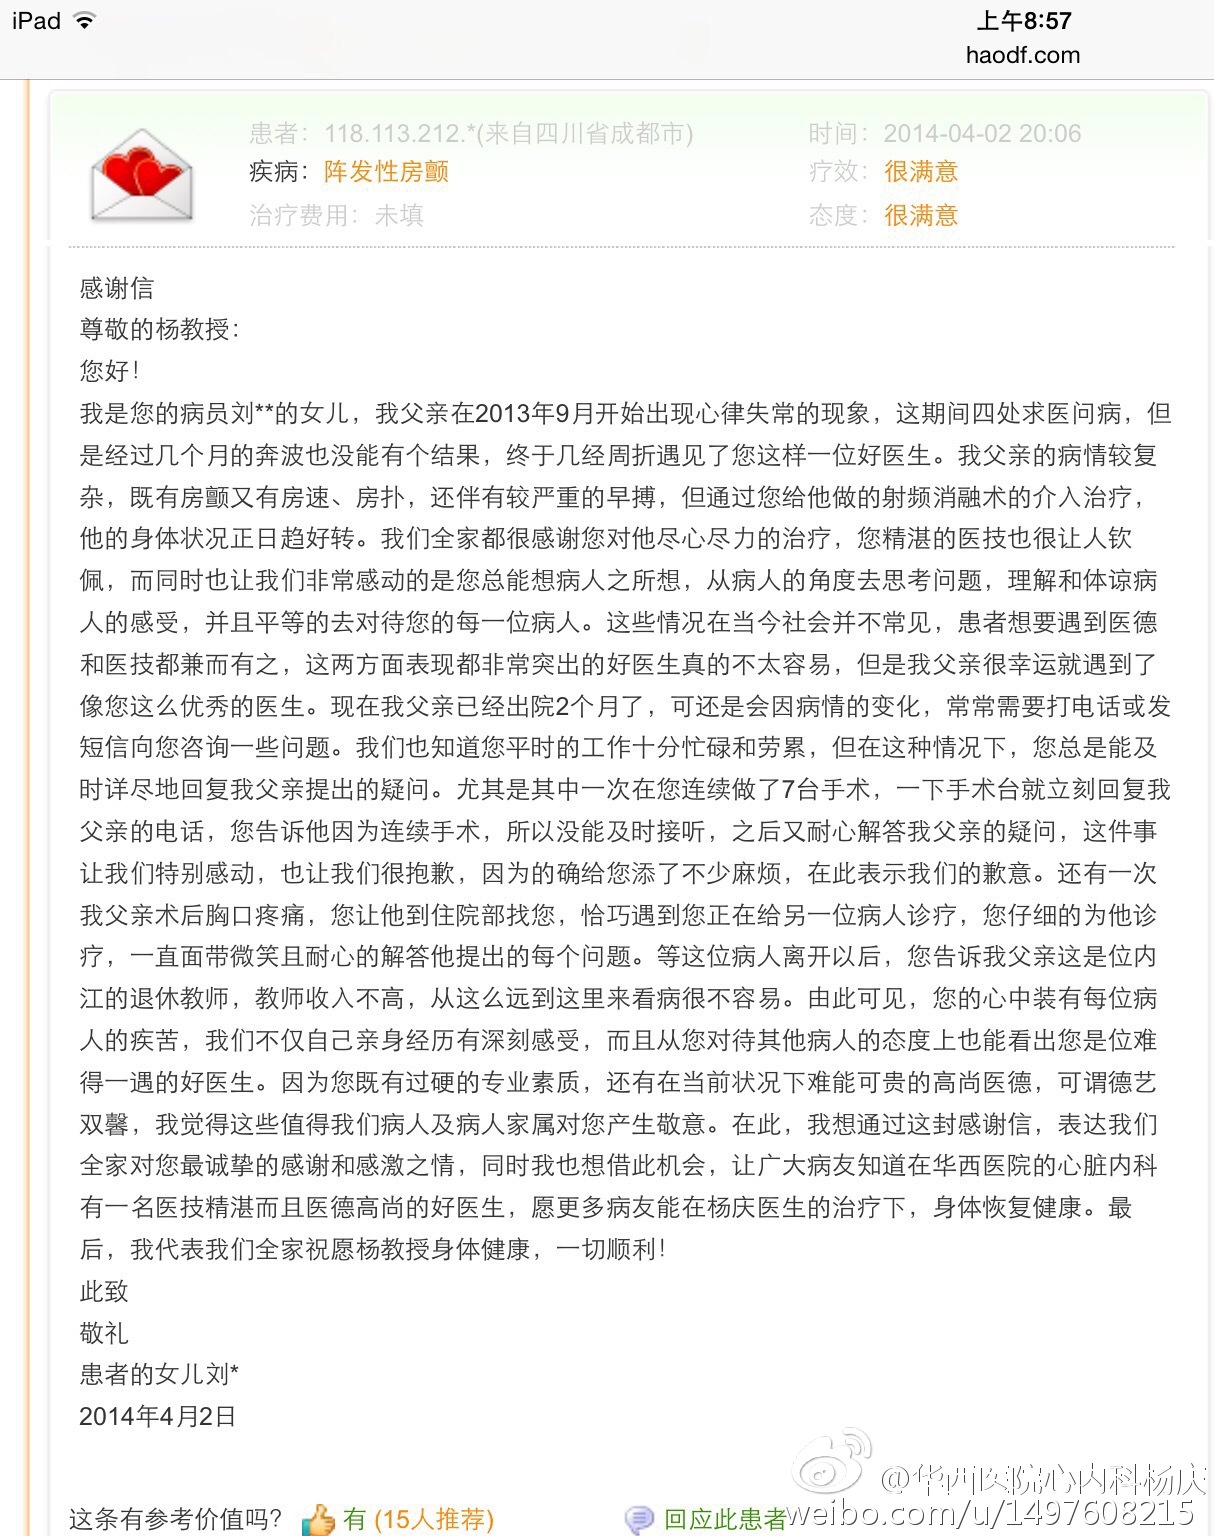 iPad
上午8:57
haodf.com
患者：118.113.212.*(来自四川省成都市)
时间：2014-04-02 20:06
疾病：阵发性房颤
疗效：很满意
治疗费用：未填
态度：很满意
感谢信
尊敬的杨教授：
您好！
我是您的病员刘**的女儿，我父亲在2013年9月开始出现心律失常的现象，这期间四处求医问病，但
是经过几个月的奔波也没能有个结果，终于几经周折遇见了您这样一位好医生。我父亲的病情较复
杂，既有房颤又有房速、房扑，还伴有较严重的早搏，但通过您给他做的射频消融术的介入治疗，
他的身体状况正日趋好转。我们全家都很感谢您对他尽心尽力的治疗，您精湛的医技也很让人钦
佩，而同时也让我们非常感动的是您总能想病人之所想，从病人的角度去思考问题，理解和体谅病
人的感受，并且平等的去对待您的每一位病人。这些情况在当今社会并不常见，患者想要遇到医德
和医技都兼而有之，这两方面表现都非常突出的好医生真的不太容易，但是我父亲很幸运就遇到了
像您这么优秀的医生。现在我父亲已经出院2个月了，可还是会因病情的变化，常常需要打电话或发
短信向您咨询一些问题。我们也知道您平时的工作十分忙碌和劳累，但在这种情况下，您总是能及
时详尽地回复我父亲提出的疑问。尤其是其中一次在您连续做了7台手术，一下手术台就立刻回复我
父亲的电话，您告诉他因为连续手术，所以没能及时接听，之后又耐心解答我父亲的疑问，这件事
让我们特别感动，也让我们很抱歉，因为的确给您添了不少麻烦，在此表示我们的歉意。还有一次
我父亲术后胸口疼痛，您让他到住院部找您，恰巧遇到您正在给另一位病人诊疗，您仔细的为他诊
疗，一直面带微笑且耐心的解答他提出的每个问题。等这位病人离开以后，您告诉我父亲这是位内
江的退休教师，教师收入不高，从这么远到这里来看病很不容易。由此可见，您的心中装有每位病
人的疾苦，我们不仅自己亲身经历有深刻感受，而且从您对待其他病人的态度上也能看出您是位难
得一遇的好医生。因为您既有过硬的专业素质，还有在当前状况下难能可贵的高尚医德，可谓德艺
双馨，我觉得这些值得我们病人及病人家属对您产生敬意。在此，我想通过这封感谢信，表达我们
全家对您最诚挚的感谢和感激之情，同时我也想借此机会，让广大病友知道在华西医院的心脏内科
有一名医技精湛而且医德高尚的好医生，愿更多病友能在杨庆医生的治疗下，身体恢复健康。最
后，我代表我们全家祝愿杨教授身体健康，一切顺利！
此致
敬礼
患者的女儿刘*
2014年4月2日
@华西医院心内科杨庆
这条有参考价值吗？ 有 (15人推荐) 回应此患者
weibo.com/u/1497608215